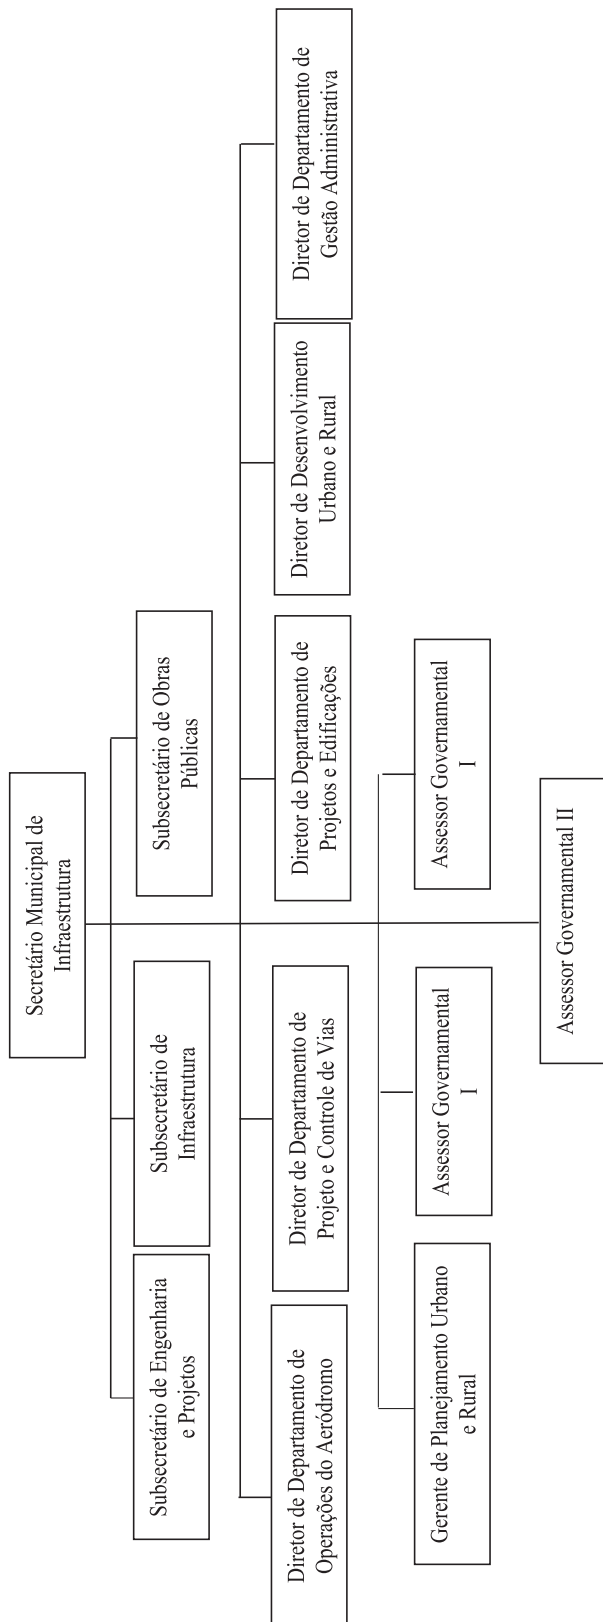 Secretário Municipal de
Infraestrutura
Subsecretário de Engenharia
e Projetos
Subsecretário de
Infraestrutura
Subsecretário de Obras
Públicas
Diretor de Departamento de
Operações do Aeródromo
Diretor de Departamento de
Projeto e Controle de Vias
Diretor de Departamento de
Projetos e Edificações
Diretor de Desenvolvimento
Urbano e Rural
Diretor de Departamento de
Gestão Administrativa
Gerente de Planejamento Urbano
e Rural
Assessor Governamental
I
Assessor Governamental
I
Assessor Governamental II